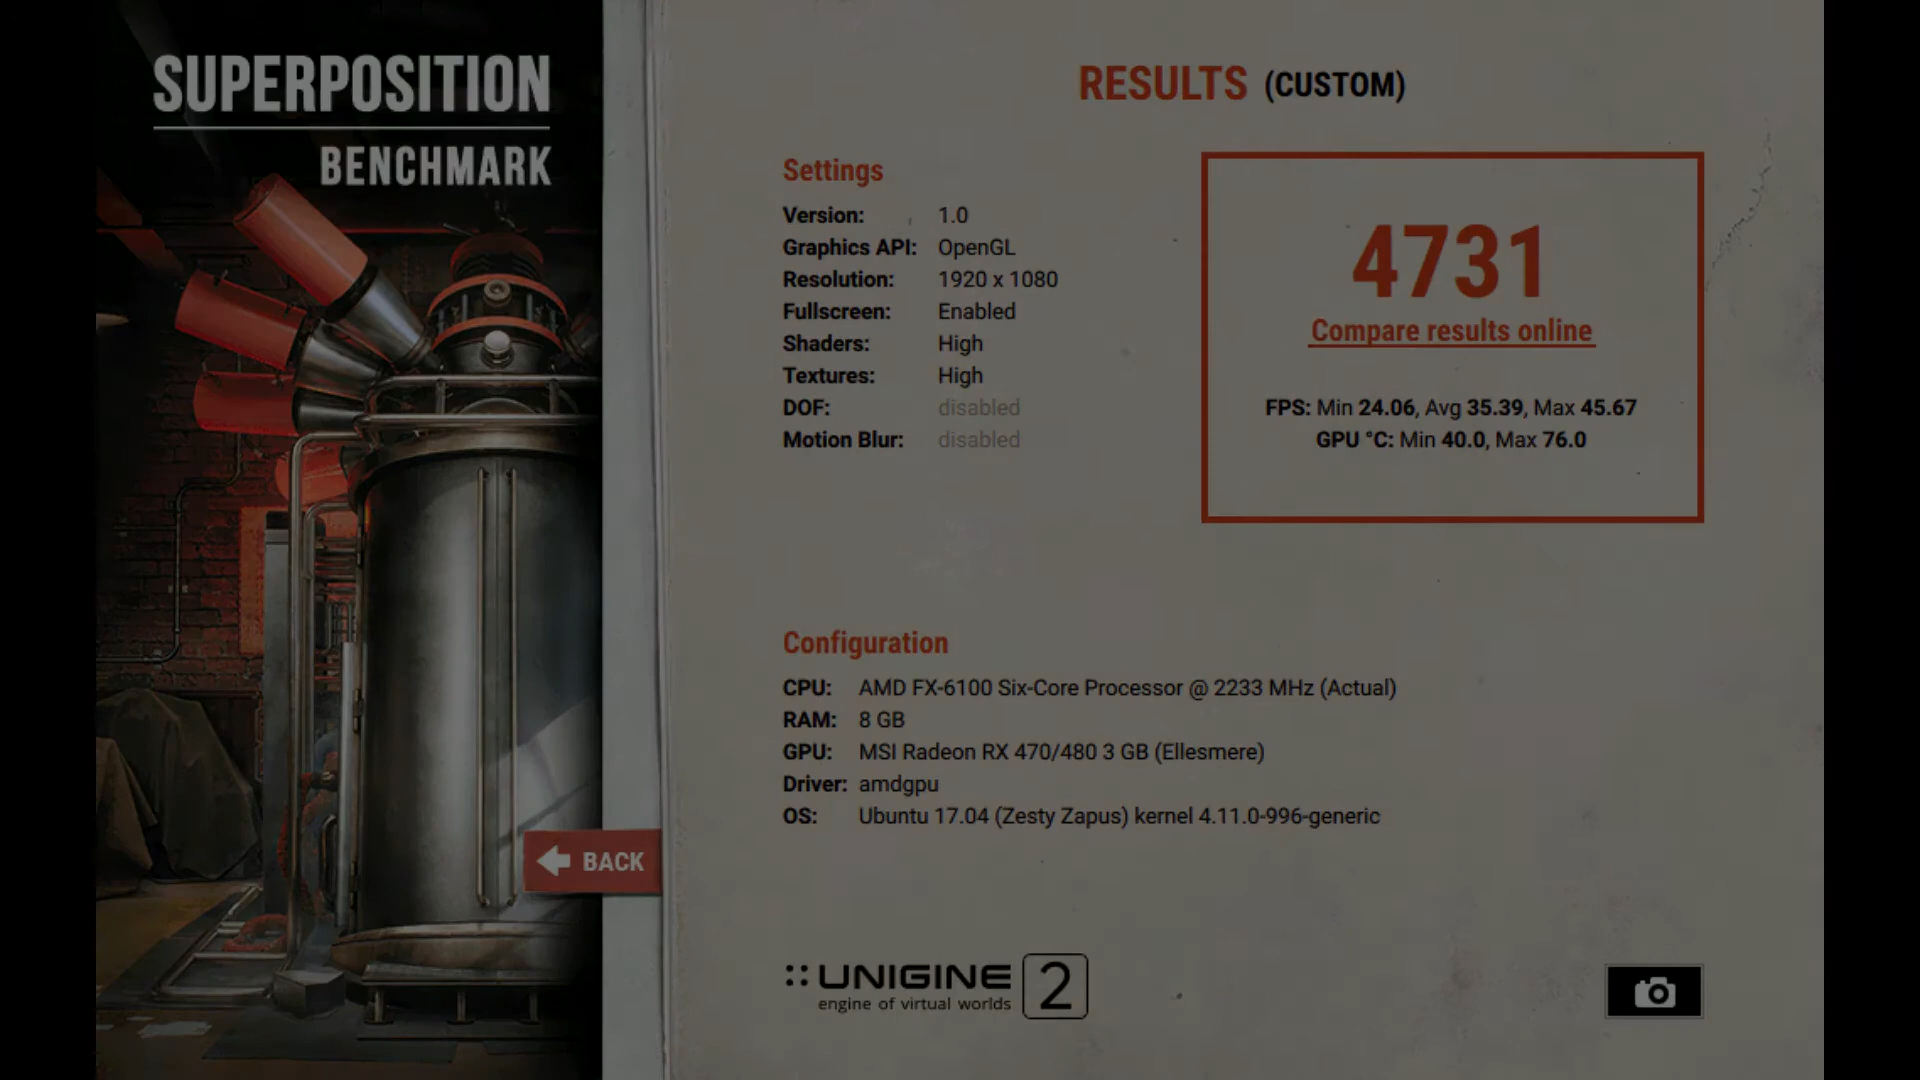 SUPERPOSITION
BENCHMARK
RESULTS (CUSTOM)
Settings
Version: 1.0
Graphics API: OpenGL
Resolution: 1920 x 1080
Fullscreen: Enabled
Shaders: High
Textures: High
DOF: disabled
Motion Blur: disabled
4731
Compare results online
FPS: Min 24.06, Avg 35.39, Max 45.67
GPU °C: Min 40.0, Max 76.0
Configuration
CPU: AMD FX-6100 Six-Core Processor @ 2233 MHz (Actual)
RAM: 8 GB
GPU: MSI Radeon RX 470/480 3 GB (Ellesmere)
Driver: amdgpu
OS: Ubuntu 17.04 (Zesty Zapus) kernel 4.11.0-996-generic
BACK
UNIGINE 2
engine of virtual worlds